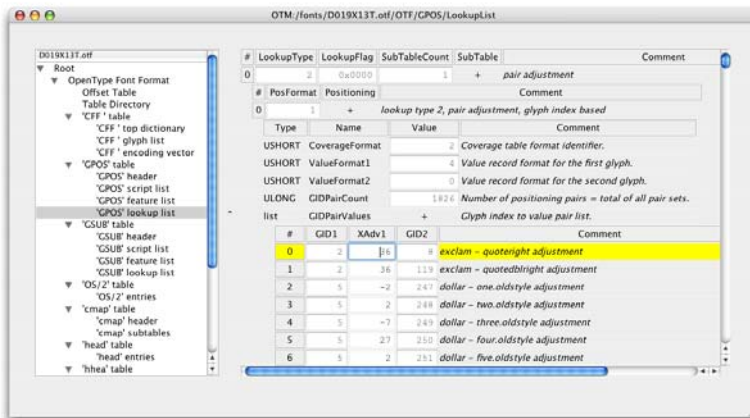 OTM:/fonts/D019X13T.otf/OTF/GPOS/LookupList
D019X13T.otf
Root
OpenType Font Format
Offset Table
Table Directory
'CFF ' table
'CFF ' top dictionary
'CFF ' glyph list
'CFF ' encoding vector
'GPOS' table
'GPOS' header
'GPOS' script list
'GPOS' feature list
'GPOS' lookup list
'GSUB' table
'GSUB' header
'GSUB' script list
'GSUB' feature list
'GSUB' lookup list
'OS/2' table
'OS/2' entries
'cmap' table
'cmap' header
'cmap' subtables
'head' table
'head' entries
'hhea' table
# LookupType LookupFlag SubTableCount SubTable Comment
0 2 0x0000 1 + pair adjustment
# PosFormat Positioning Comment
0 1 + lookup type 2, pair adjustment, glyph index based
Type Name Value Comment
USHORT CoverageFormat 2 Coverage table format identifier.
USHORT ValueFormat1 4 Value record format for the first glyph.
USHORT ValueFormat2 0 Value record format for the second glyph.
ULONG GIDPairCount 1826 Number of positioning pairs = total of all pair sets.
- list GIDPairValues + Glyph index to value pair list.
# GID1 XAdv1 GID2 Comment
0 2 36 8 exclam - quoteright adjustment
1 2 36 119 exclam - quotedblright adjustment
2 5 -2 247 dollar - one.oldstyle adjustment
3 5 2 248 dollar - two.oldstyle adjustment
4 5 -7 249 dollar - three.oldstyle adjustment
5 5 27 250 dollar - four.oldstyle adjustment
6 5 2 251 dollar - five.oldstyle adjustment